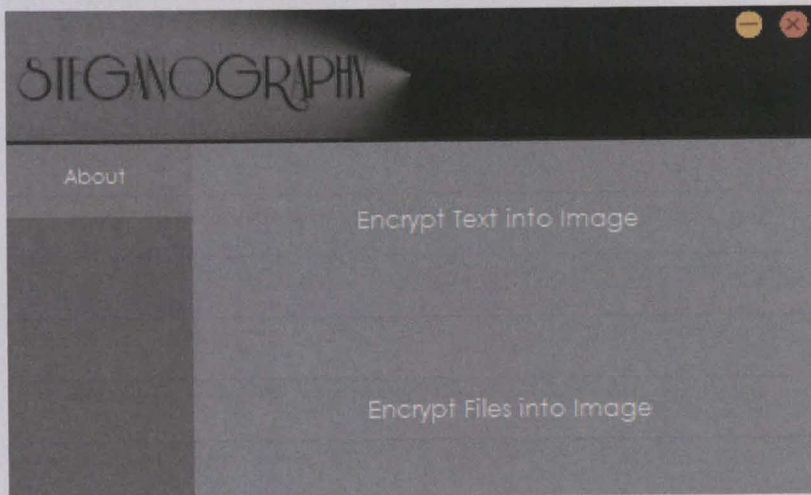 STEGANOGRAPHY
About
Encrypt Text into Image
Encrypt Files into Image